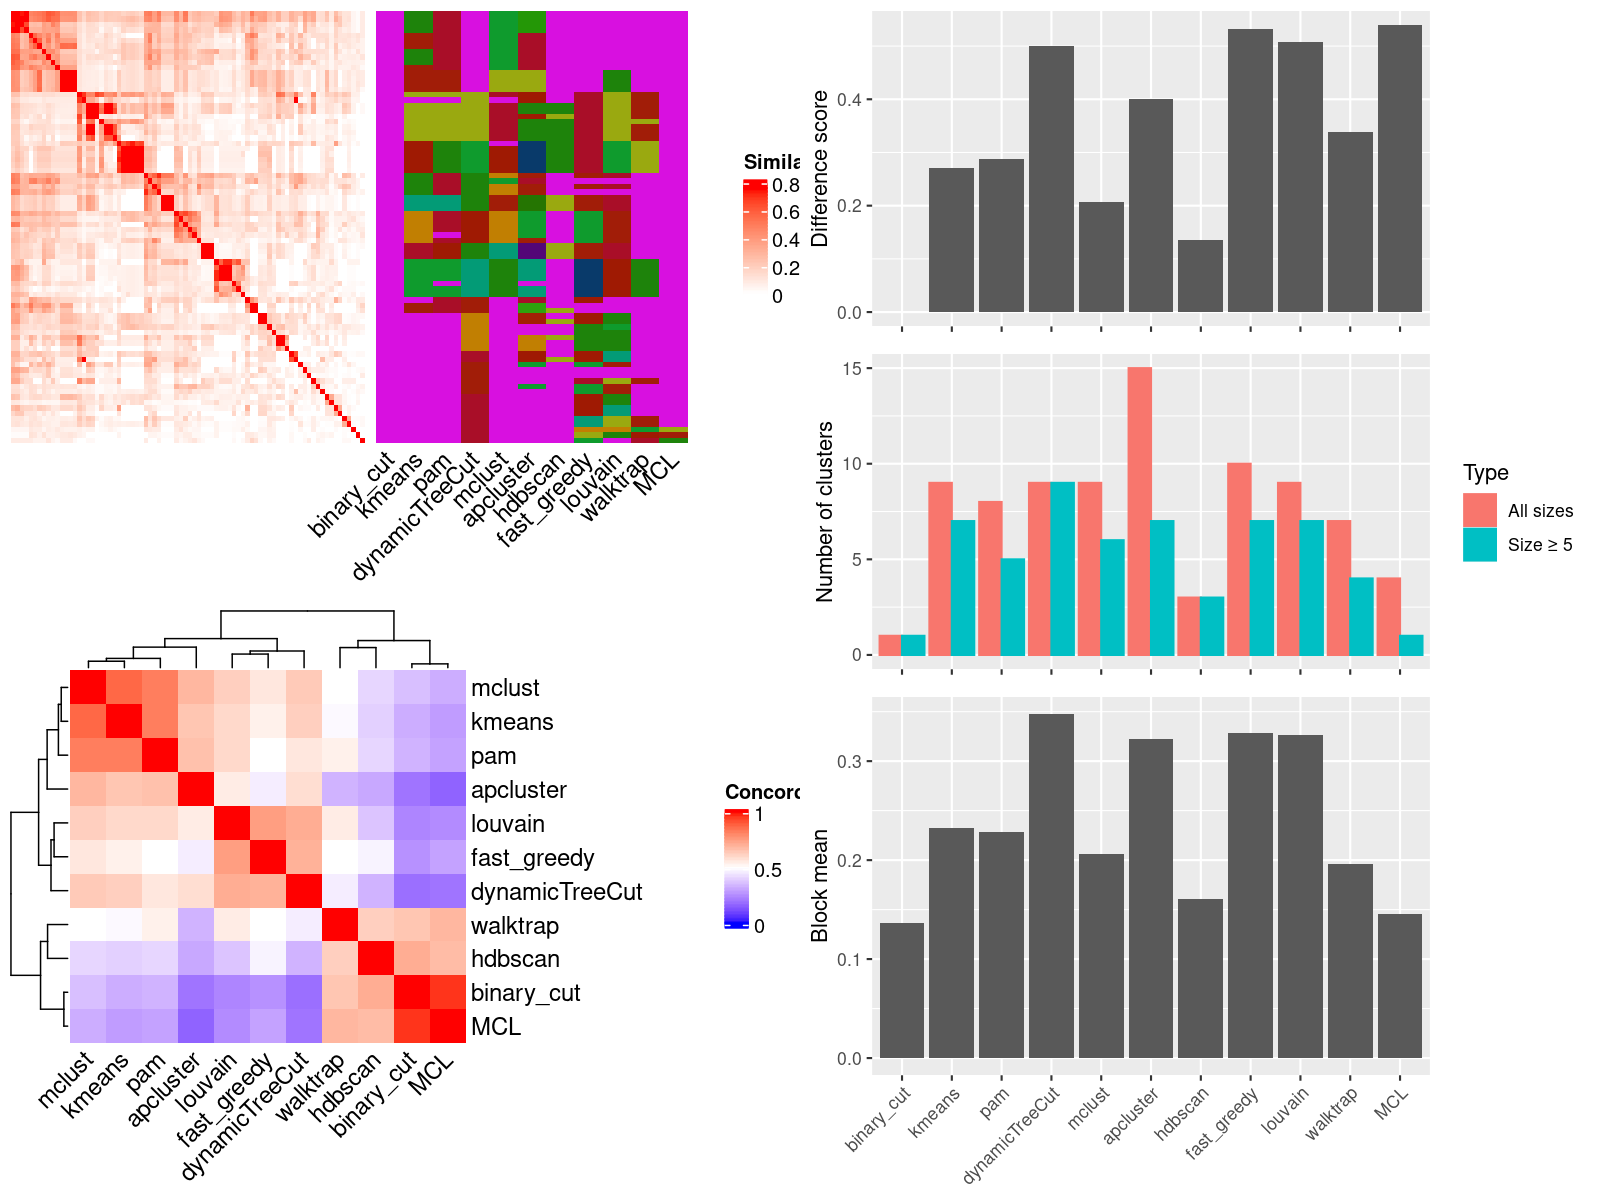 Simila
0.8
0.6
0.4
0.2
0
binary_cut
kmeans
pam
dynamicTreeCut
mclust
apcluster
hdbscan
fast_greedy
louvain
walktrap
MCL
Difference score
0.4
0.2
0.0
Number of clusters
15
10
5
0
Type
All sizes
Size ≥ 5
mclust
kmeans
pam
apcluster
louvain
fast_greedy
dynamicTreeCut
walktrap
hdbscan
binary_cut
MCL
mclust
kmeans
pam
apcluster
louvain
fast_greedy
dynamicTreeCut
walktrap
hdbscan
binary_cut
MCL
Concord
1
0.5
0
Block mean
0.3
0.2
0.1
0.0
binary_cut
kmeans
pam
dynamicTreeCut
mclust
apcluster
hdbscan
fast_greedy
louvain
walktrap
MCL